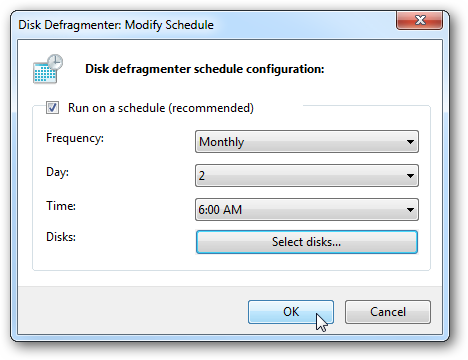 Disk Defragmenter: Modify Schedule
Disk defragmenter schedule configuration:
Run on a schedule (recommended)
Frequency: Monthly
Day: 2
Time: 6:00 AM
Disks: Select disks...
OK Cancel